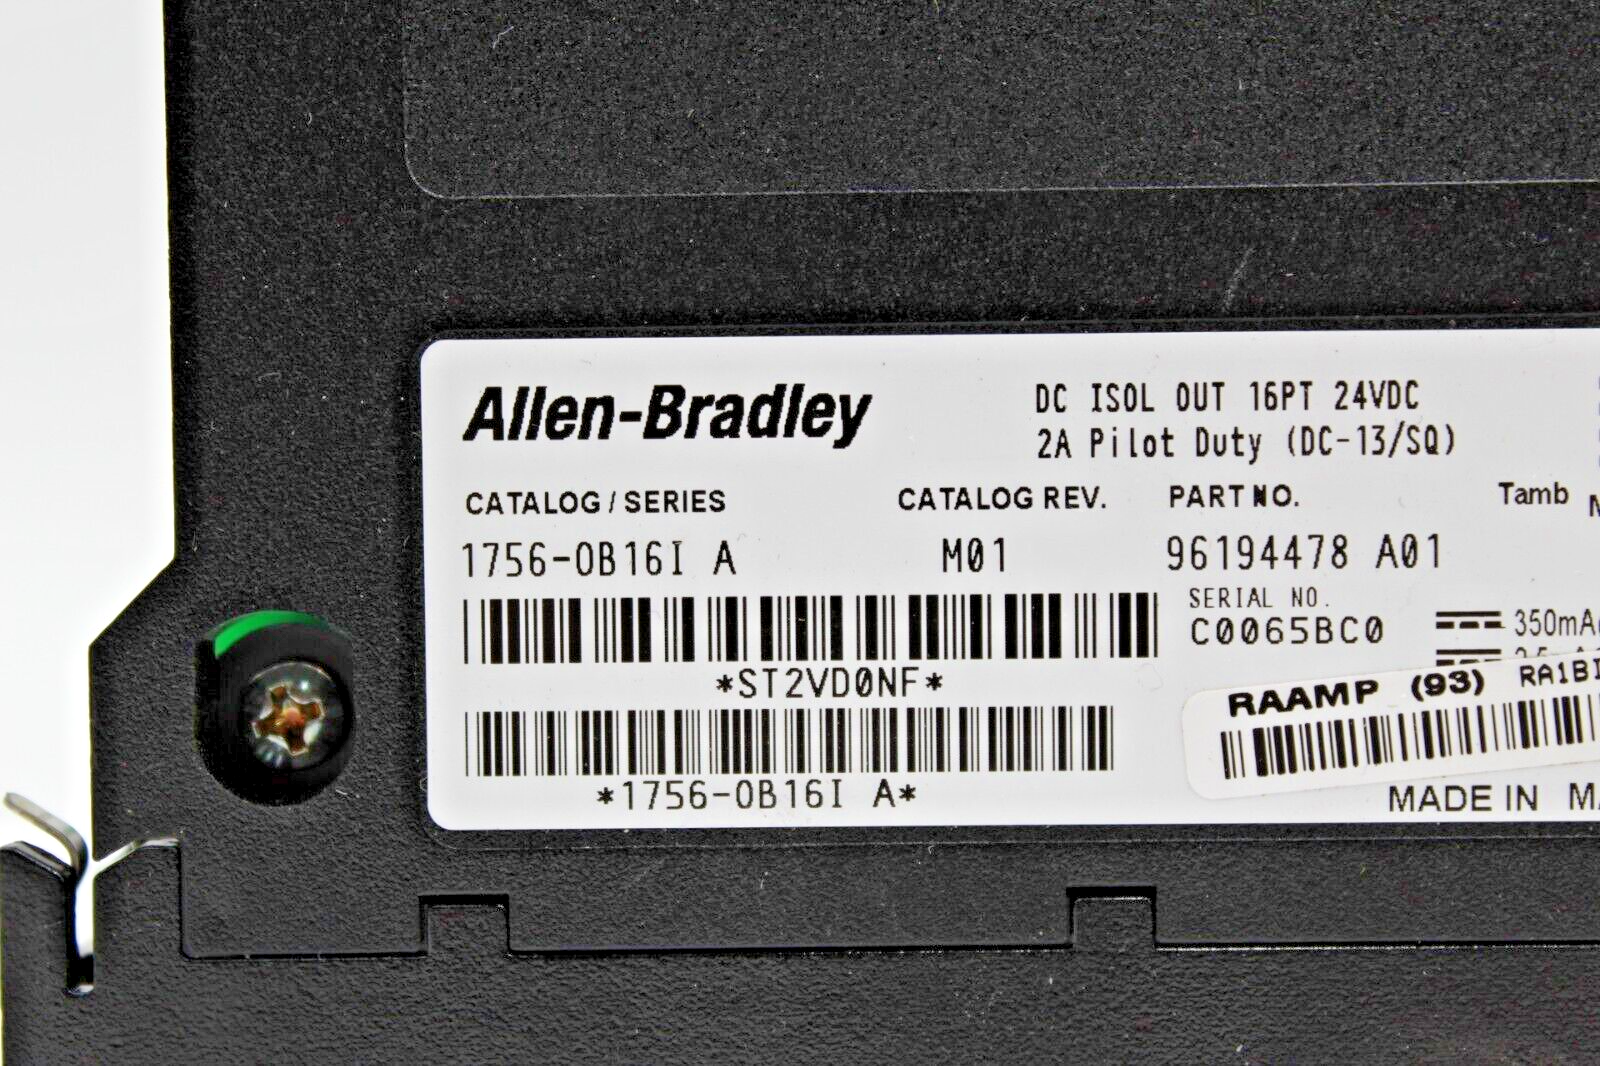 Allen-Bradley
DC ISOL OUT 16PT 24VDC
2A Pilot Duty (DC-13/SQ)
CATALOG / SERIES CATALOG REV. PART NO. Tamb
1756-OB16I A M01 96194478 A01
SERIAL NO.
C0065BC0
350mA
*ST2VD0NF*
RAAMP (93) RA1BI
*1756-OB16I A*
MADE IN